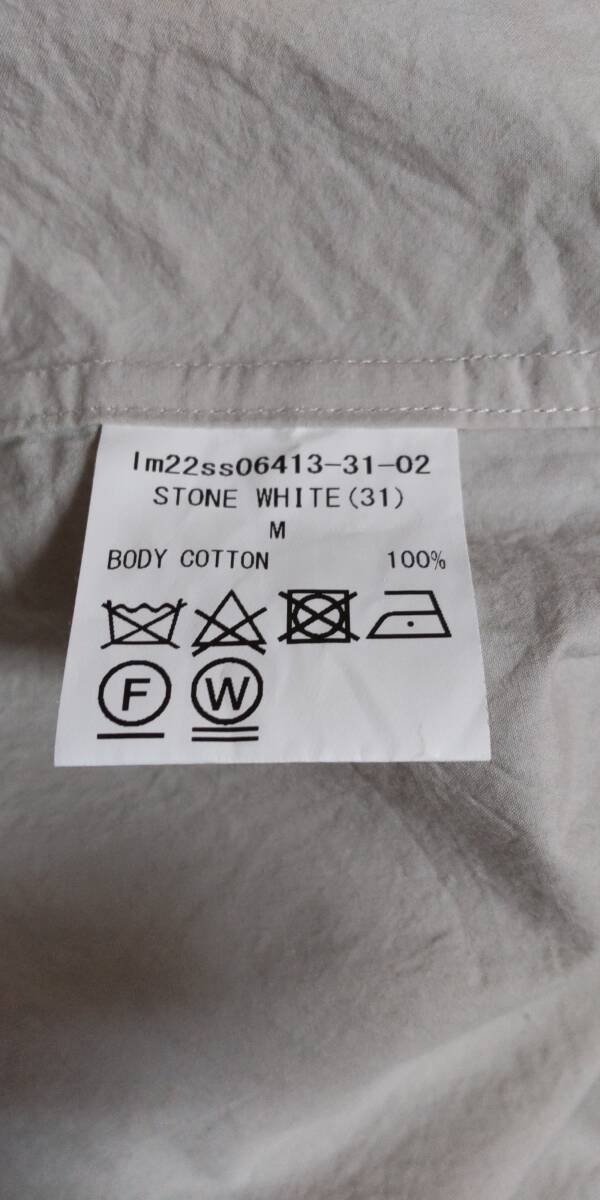 lm22ss06413-31-02
STONE WHITE(31)
M
BODY COTTON 100%
F W